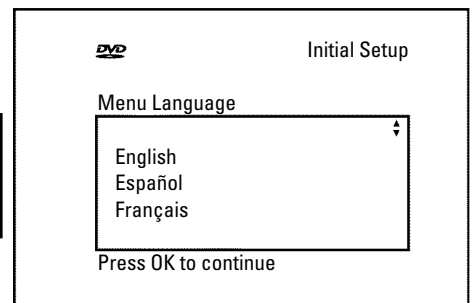 DVD
Initial Setup
Menu Language
English
Español
Français
Press OK to continue